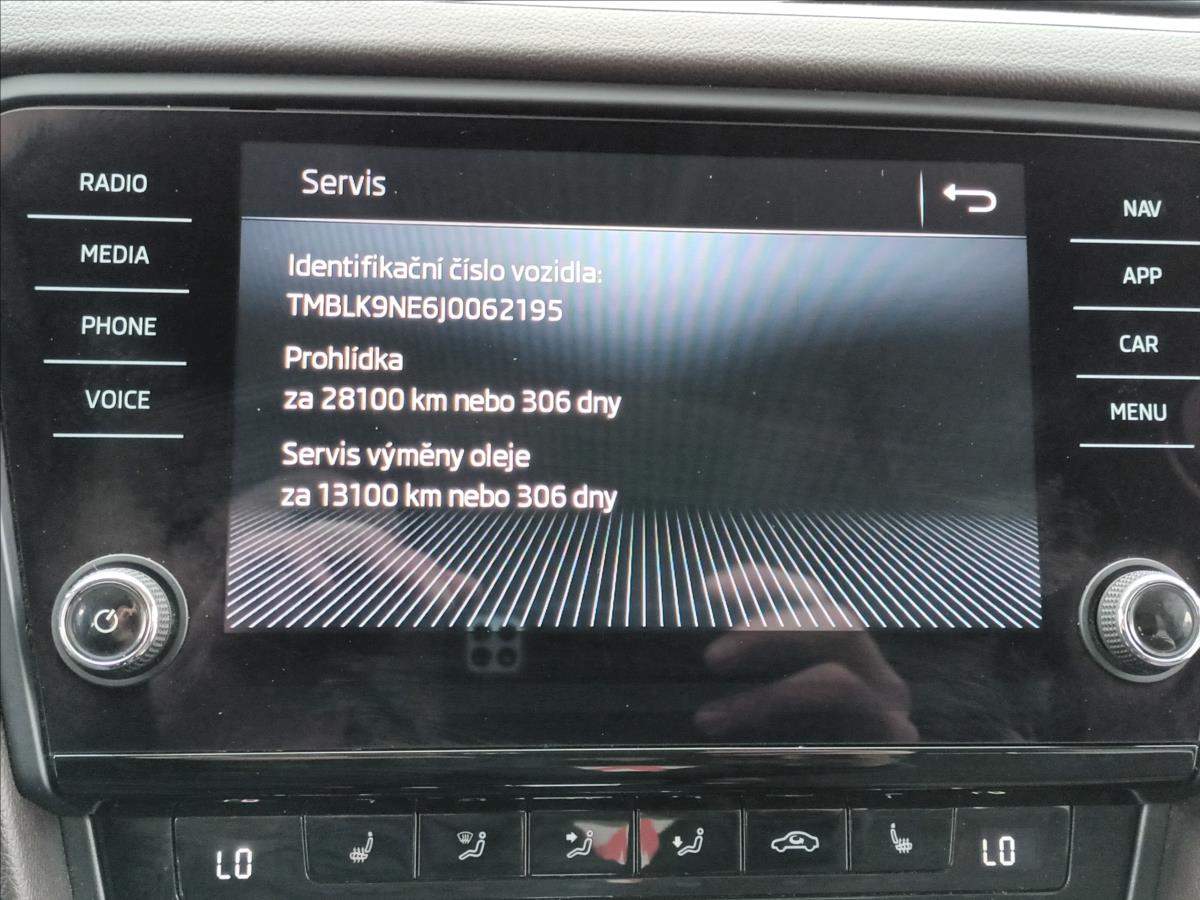 Servis
RADIO
MEDIA
PHONE
VOICE
Identifikační číslo vozidla:
TMBLK9NE6J0062195
Prohlídka
za 28100 km nebo 306 dny
Servis výměny oleje
za 13100 km nebo 306 dny
NAV
APP
CAR
MENU
LO
LO